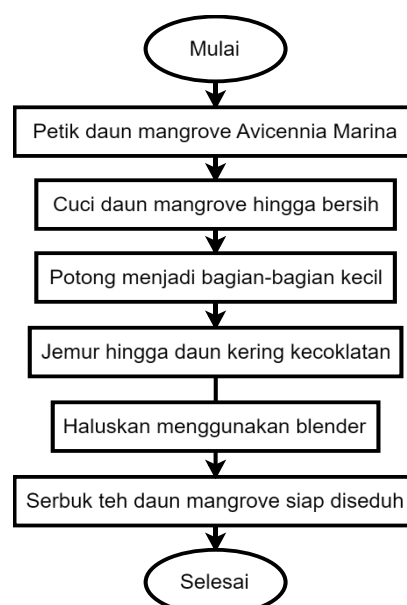 Mulai
Petik daun mangrove Avicennia Marina
Cuci daun mangrove hingga bersih
Potong menjadi bagian-bagian kecil
Jemur hingga daun kering kecoklatan
Haluskan menggunakan blender
Serbuk teh daun mangrove siap diseduh
Selesai